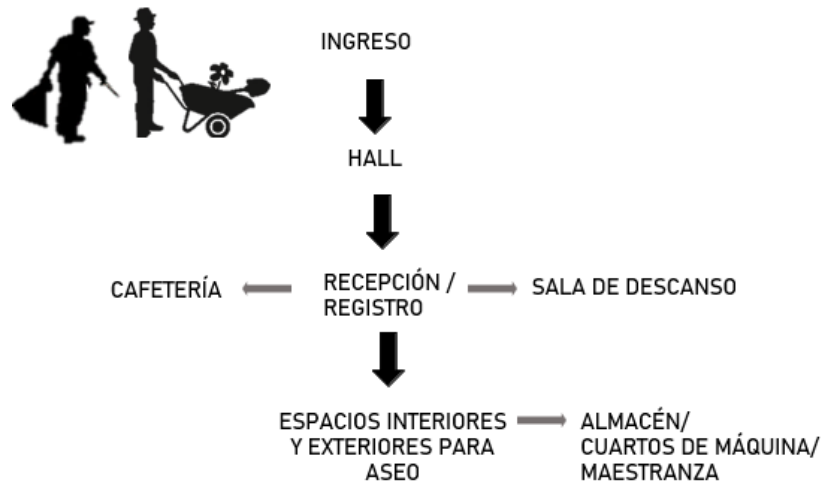 INGRESO
HALL
CAFETERÍA
RECEPCIÓN /
REGISTRO
SALA DE DESCANSO
ESPACIOS INTERIORES
Y EXTERIORES PARA
ASEO
ALMACÉN/
CUARTOS DE MÁQUINA/
MAESTRANZA